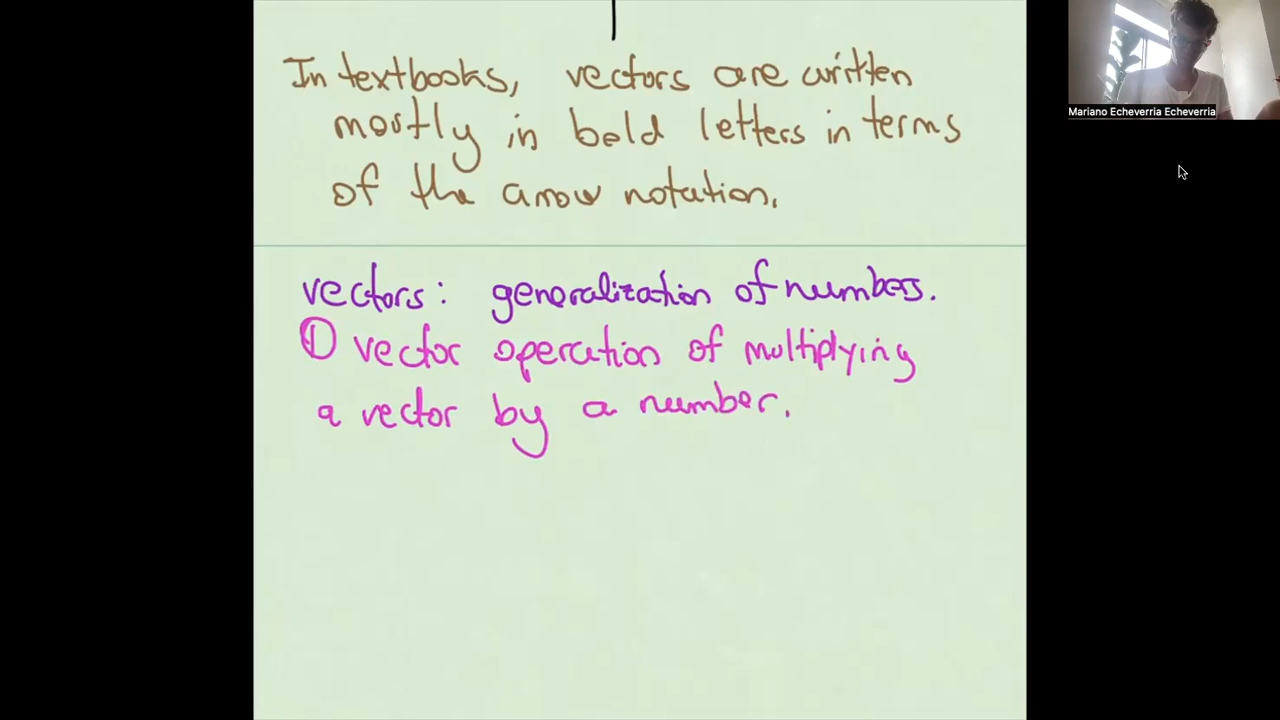 In textbooks, vectors are written
mostly in bold letters in terms
of the arrow notation.
vectors: generalization of numbers.
① vector operation of multiplying
a vector by a number.
Mariano Echeverria Echeverria